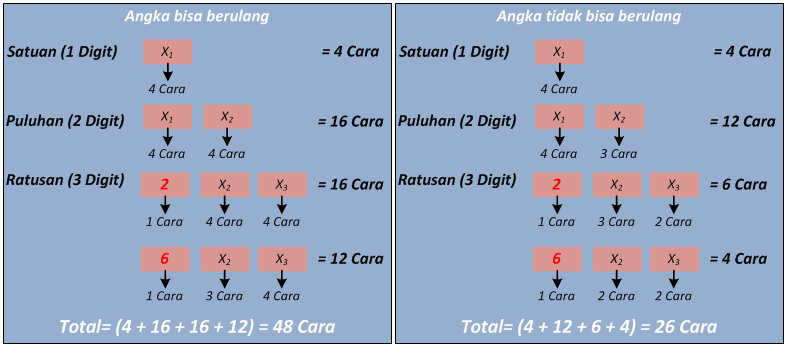 Angka bisa berulang
Satuan (1 Digit) X₁ = 4 Cara
4 Cara
Puluhan (2 Digit) X₁ X₂ = 16 Cara
4 Cara 4 Cara
Ratusan (3 Digit) 2 X₂ X₃ = 16 Cara
1 Cara 4 Cara 4 Cara
6 X₂ X₃ = 12 Cara
1 Cara 3 Cara 4 Cara
Total= (4 + 16 + 16 + 12) = 48 Cara
Angka tidak bisa berulang
Satuan (1 Digit) X₁ = 4 Cara
4 Cara
Puluhan (2 Digit) X₁ X₂ = 12 Cara
4 Cara 3 Cara
Ratusan (3 Digit) 2 X₂ X₃ = 6 Cara
1 Cara 3 Cara 2 Cara
6 X₂ X₃ = 4 Cara
1 Cara 2 Cara 2 Cara
Total= (4 + 12 + 6 + 4) = 26 Cara